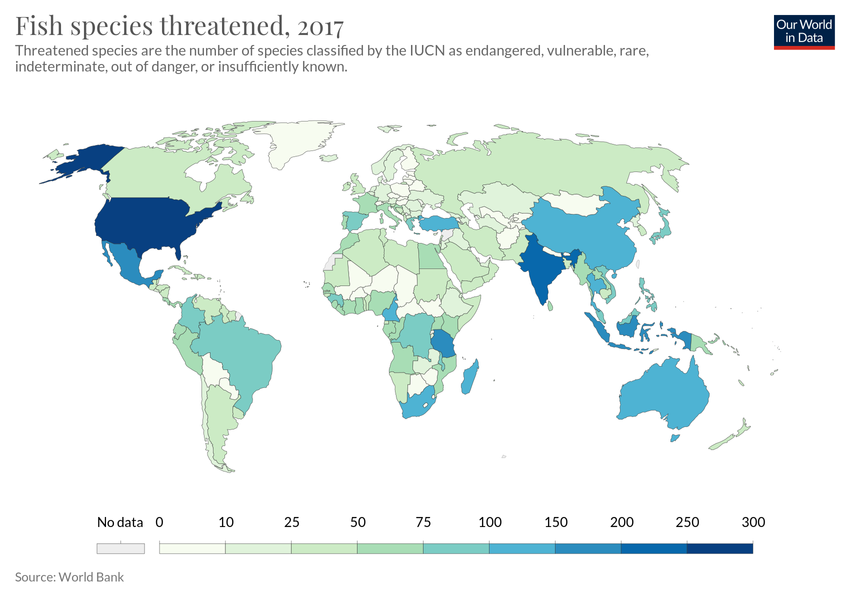 Fish species threatened, 2017
Our World
in Data
Threatened species are the number of species classified by the IUCN as endangered, vulnerable, rare,
indeterminate, out of danger, or insufficiently known.
No data 0 10 25 50 75 100 150 200 250 300
Source: World Bank